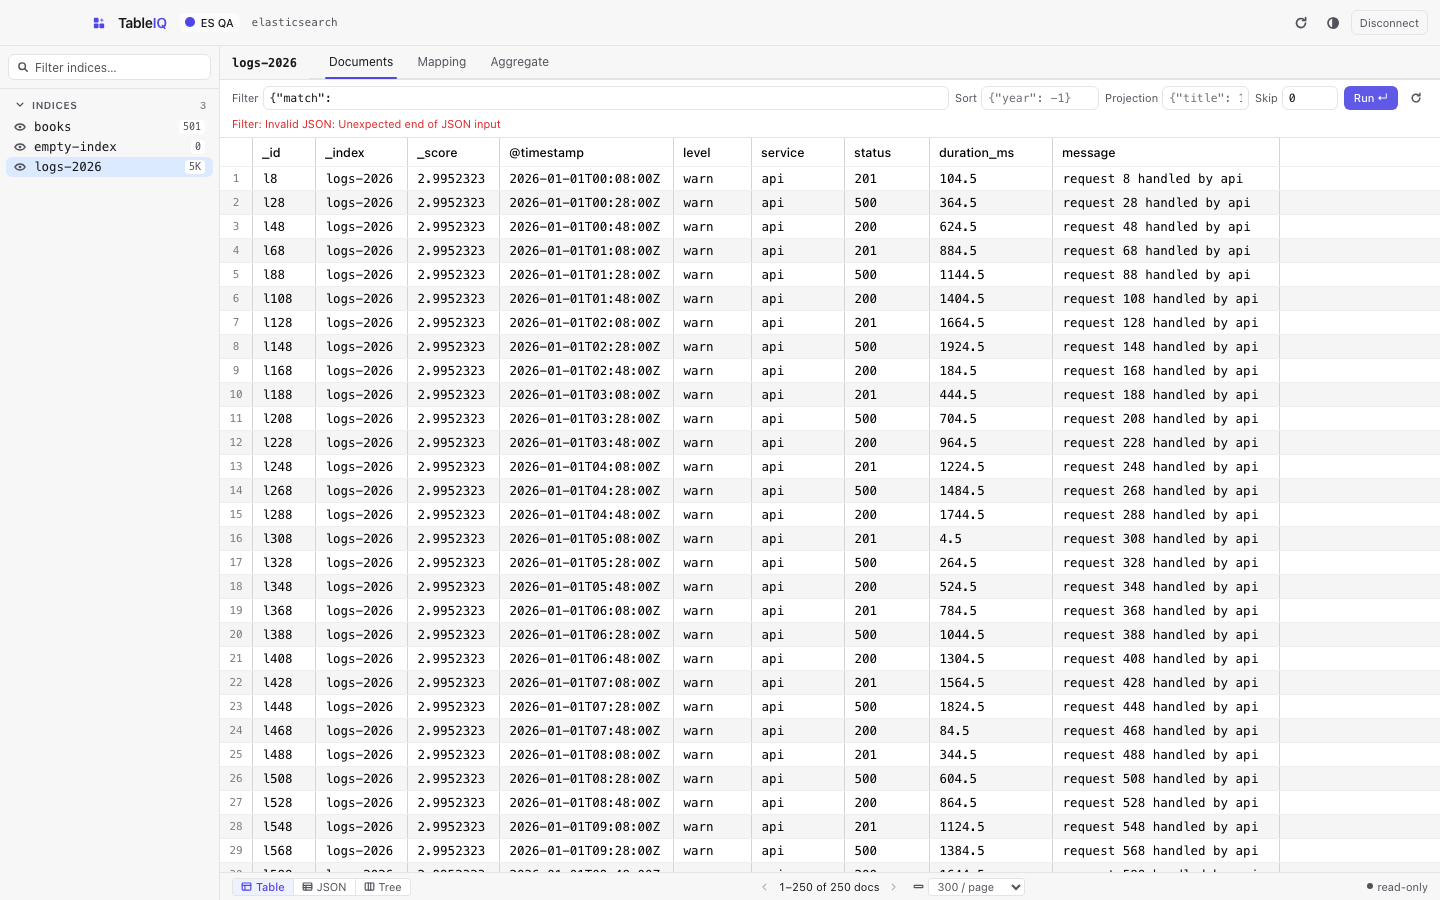 TableIQ ES QA elasticsearch Disconnect
Filter indices...
INDICES 3
books 501
empty-index 0
logs-2026 5K
logs-2026 Documents Mapping Aggregate
Filter {"match": Sort {"year": -1} Projection {"title": Skip 0 Run
Filter: Invalid JSON: Unexpected end of JSON input
_id _index _score @timestamp level service status duration_ms message
1 l8 logs-2026 2.9952323 2026-01-01T00:08:00Z warn api 201 104.5 request 8 handled by api
2 l28 logs-2026 2.9952323 2026-01-01T00:28:00Z warn api 500 364.5 request 28 handled by api
3 l48 logs-2026 2.9952323 2026-01-01T00:48:00Z warn api 200 624.5 request 48 handled by api
4 l68 logs-2026 2.9952323 2026-01-01T01:08:00Z warn api 201 884.5 request 68 handled by api
5 l88 logs-2026 2.9952323 2026-01-01T01:28:00Z warn api 500 1144.5 request 88 handled by api
6 l108 logs-2026 2.9952323 2026-01-01T01:48:00Z warn api 200 1404.5 request 108 handled by api
7 l128 logs-2026 2.9952323 2026-01-01T02:08:00Z warn api 201 1664.5 request 128 handled by api
8 l148 logs-2026 2.9952323 2026-01-01T02:28:00Z warn api 500 1924.5 request 148 handled by api
9 l168 logs-2026 2.9952323 2026-01-01T02:48:00Z warn api 200 184.5 request 168 handled by api
10 l188 logs-2026 2.9952323 2026-01-01T03:08:00Z warn api 201 444.5 request 188 handled by api
11 l208 logs-2026 2.9952323 2026-01-01T03:28:00Z warn api 500 704.5 request 208 handled by api
12 l228 logs-2026 2.9952323 2026-01-01T03:48:00Z warn api 200 964.5 request 228 handled by api
13 l248 logs-2026 2.9952323 2026-01-01T04:08:00Z warn api 201 1224.5 request 248 handled by api
14 l268 logs-2026 2.9952323 2026-01-01T04:28:00Z warn api 500 1484.5 request 268 handled by api
15 l288 logs-2026 2.9952323 2026-01-01T04:48:00Z warn api 200 1744.5 request 288 handled by api
16 l308 logs-2026 2.9952323 2026-01-01T05:08:00Z warn api 201 4.5 request 308 handled by api
17 l328 logs-2026 2.9952323 2026-01-01T05:28:00Z warn api 500 264.5 request 328 handled by api
18 l348 logs-2026 2.9952323 2026-01-01T05:48:00Z warn api 200 524.5 request 348 handled by api
19 l368 logs-2026 2.9952323 2026-01-01T06:08:00Z warn api 201 784.5 request 368 handled by api
20 l388 logs-2026 2.9952323 2026-01-01T06:28:00Z warn api 500 1044.5 request 388 handled by api
21 l408 logs-2026 2.9952323 2026-01-01T06:48:00Z warn api 200 1304.5 request 408 handled by api
22 l428 logs-2026 2.9952323 2026-01-01T07:08:00Z warn api 201 1564.5 request 428 handled by api
23 l448 logs-2026 2.9952323 2026-01-01T07:28:00Z warn api 500 1824.5 request 448 handled by api
24 l468 logs-2026 2.9952323 2026-01-01T07:48:00Z warn api 200 84.5 request 468 handled by api
25 l488 logs-2026 2.9952323 2026-01-01T08:08:00Z warn api 201 344.5 request 488 handled by api
26 l508 logs-2026 2.9952323 2026-01-01T08:28:00Z warn api 500 604.5 request 508 handled by api
27 l528 logs-2026 2.9952323 2026-01-01T08:48:00Z warn api 200 864.5 request 528 handled by api
28 l548 logs-2026 2.9952323 2026-01-01T09:08:00Z warn api 201 1124.5 request 548 handled by api
29 l568 logs-2026 2.9952323 2026-01-01T09:28:00Z warn api 500 1384.5 request 568 handled by api
Table JSON Tree 1–250 of 250 docs 300 / page read-only